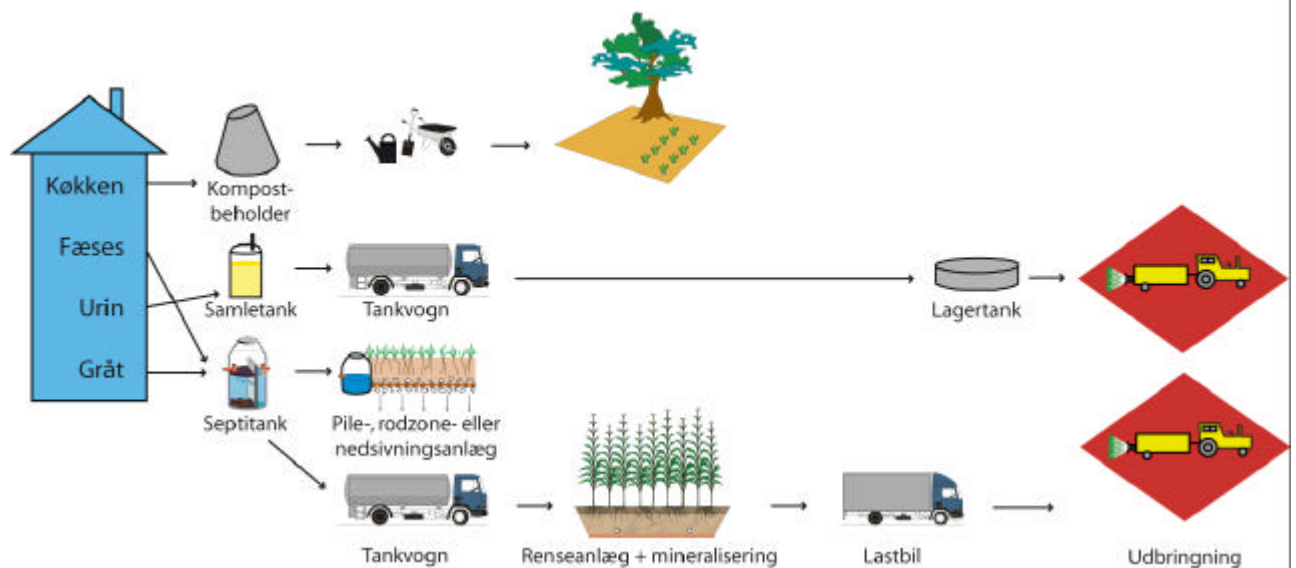 Køkken
Fæses
Urin
Gråt
Kompost-
beholder
Samletank
Tankvogn
Lagertank
Septitank
Pile-, rodzone- eller
nedsivningsanlæg
Tankvogn
Renseanlæg + mineralisering
Lastbil
Udbringning